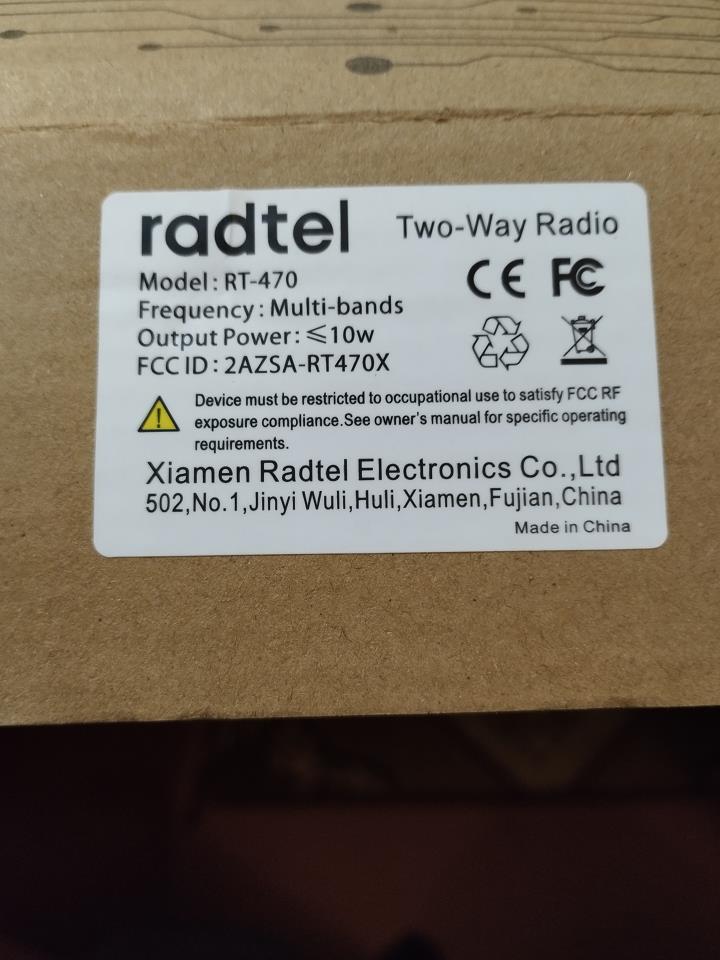 radtel Two-Way Radio
Model: RT-470
Frequency: Multi-bands
Output Power: ≤10w
FCC ID: 2AZSA-RT470X
CE FC
Device must be restricted to occupational use to satisfy FCC RF
exposure compliance.See owner's manual for specific operating
requirements.
Xiamen Radtel Electronics Co.,Ltd
502,No.1,Jinyi Wuli,Huli,Xiamen,Fujian,China
Made in China